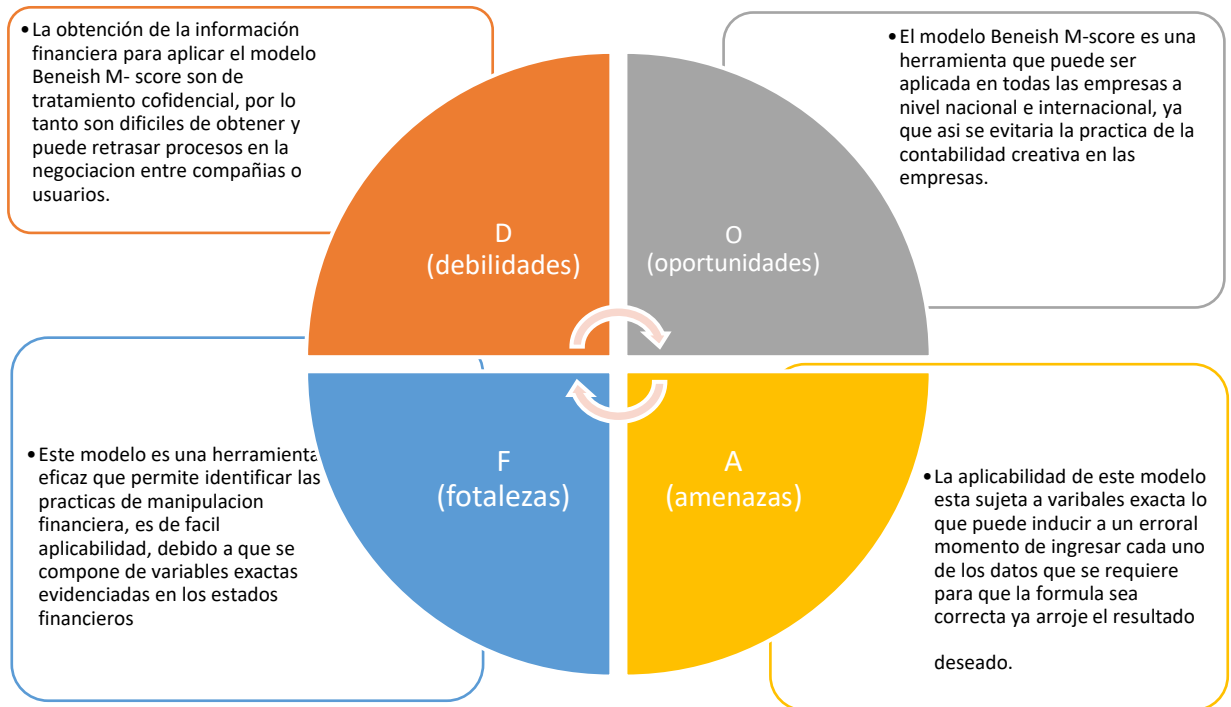 •La obtención de la información
financiera para aplicar el modelo
Beneish M- score son de
tratamiento cofidencial, por lo
tanto son dificiles de obtener y
puede retrasar procesos en la
negociacion entre compañias o
usuarios.
•El modelo Beneish M-score es una
herramienta que puede ser
aplicada en todas las empresas a
nivel nacional e internacional, ya
que asi se evitaria la practica de la
contabilidad creativa en las
empresas.
D
(debilidades)
O
(oportunidades)
•Este modelo es una herramienta
eficaz que permite identificar las
practicas de manipulacion
financiera, es de facil
aplicabilidad, debido a que se
compone de variables exactas
evidenciadas en los estados
financieros
F
(fotalezas)
A
(amenazas)
•La aplicabilidad de este modelo
esta sujeta a varibales exacta lo
que puede inducir a un erroral
momento de ingresar cada uno
de los datos que se requiere
para que la formula sea
correcta ya arroje el resultado
deseado.